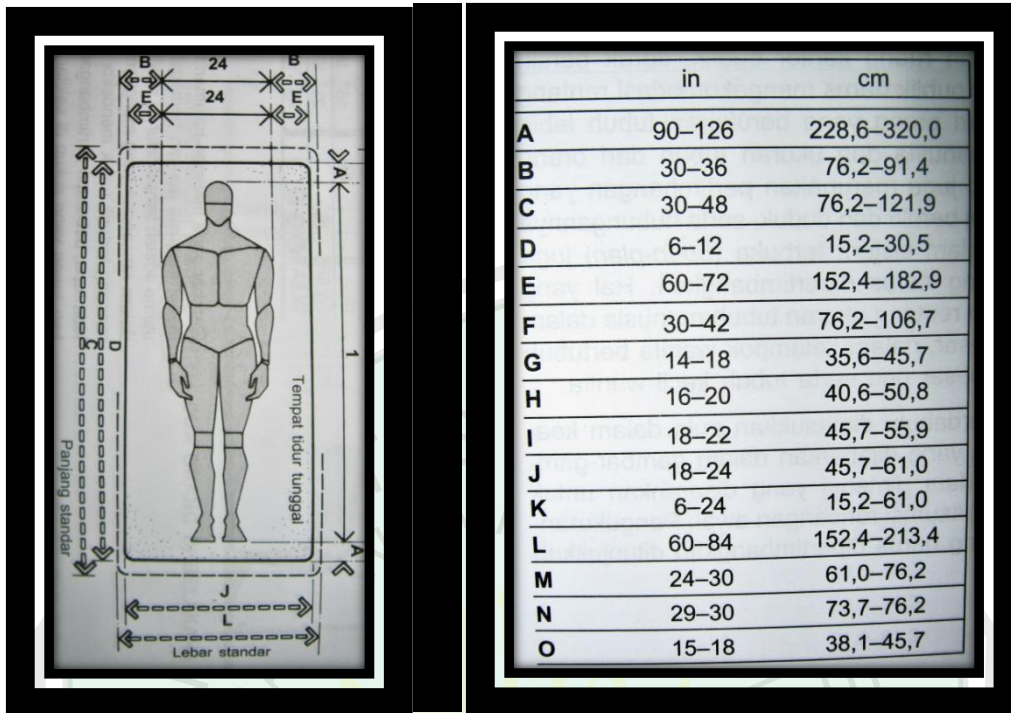 B 24 B
E 24 E
A
C
D
1
Tempat tidur tunggal
Panjang standar
A
J
L
Lebar standar
in cm
A 90–126 228,6–320,0
B 30–36 76,2–91,4
C 30–48 76,2–121,9
D 6–12 15,2–30,5
E 60–72 152,4–182,9
F 30–42 76,2–106,7
G 14–18 35,6–45,7
H 16–20 40,6–50,8
I 18–22 45,7–55,9
J 18–24 45,7–61,0
K 6–24 15,2–61,0
L 60–84 152,4–213,4
M 24–30 61,0–76,2
N 29–30 73,7–76,2
O 15–18 38,1–45,7